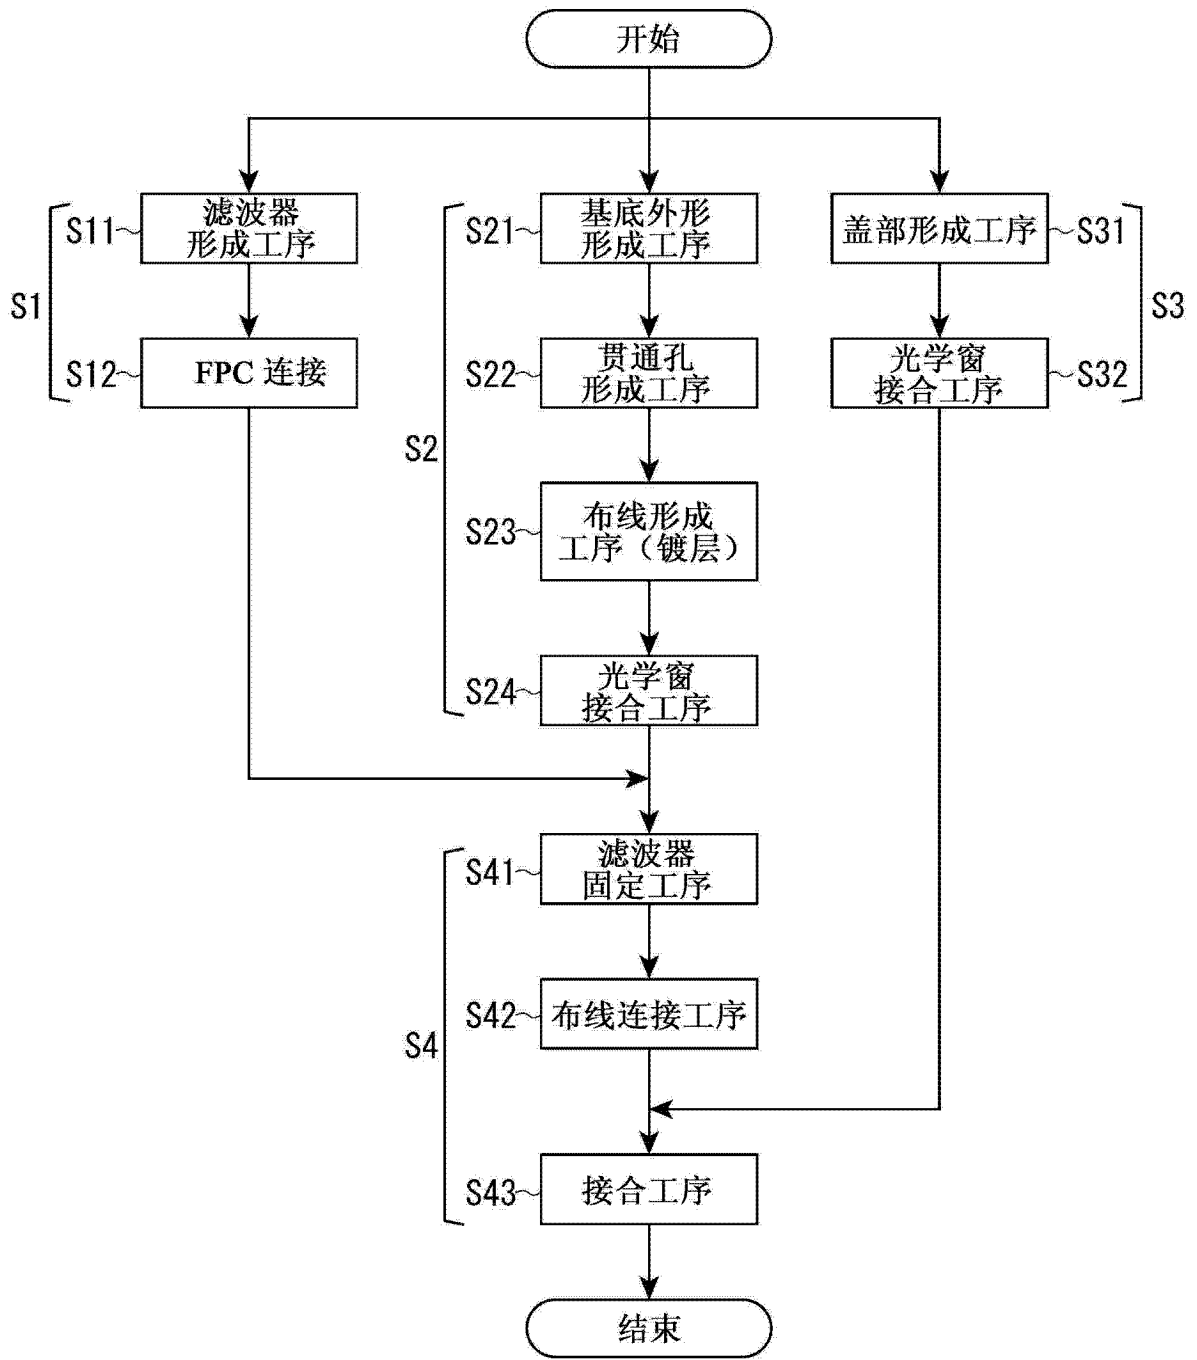 开始
S1
S11
滤波器
形成工序
S12
FPC 连接
S2
S21
基底外形
形成工序
S22
贯通孔
形成工序
S23
布线形成
工序（镀层）
S24
光学窗
接合工序
S3
盖部形成工序
S31
光学窗
接合工序
S32
S4
S41
滤波器
固定工序
S42
布线连接工序
S43
接合工序
结束